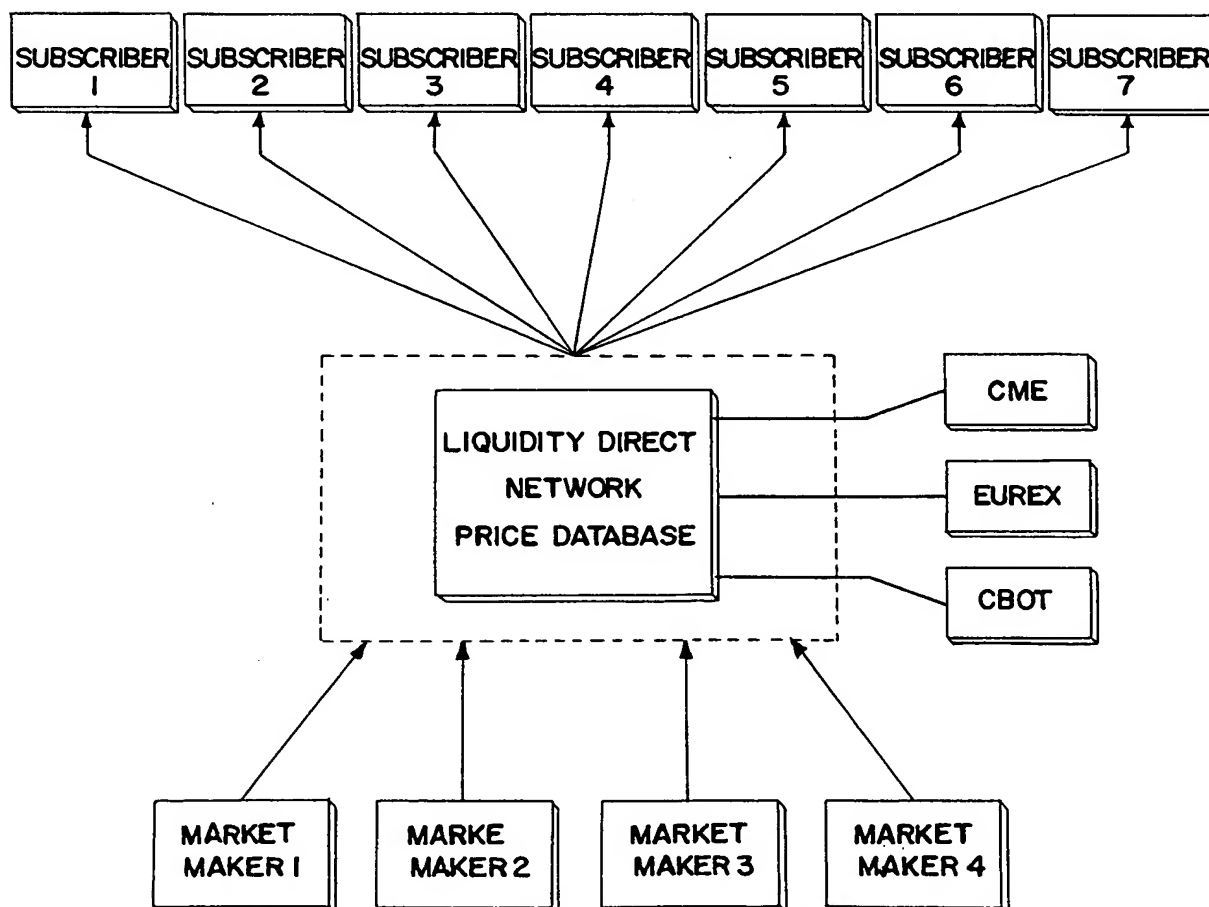 SUBSCRIBER
1
SUBSCRIBER
2
SUBSCRIBER
3
SUBSCRIBER
4
SUBSCRIBER
5
SUBSCRIBER
6
SUBSCRIBER
7
LIQUIDITY DIRECT
NETWORK
PRICE DATABASE
CME
EUREX
CBOT
MARKET
MAKER 1
MARKE
MAKER 2
MARKET
MAKER 3
MARKET
MAKER 4